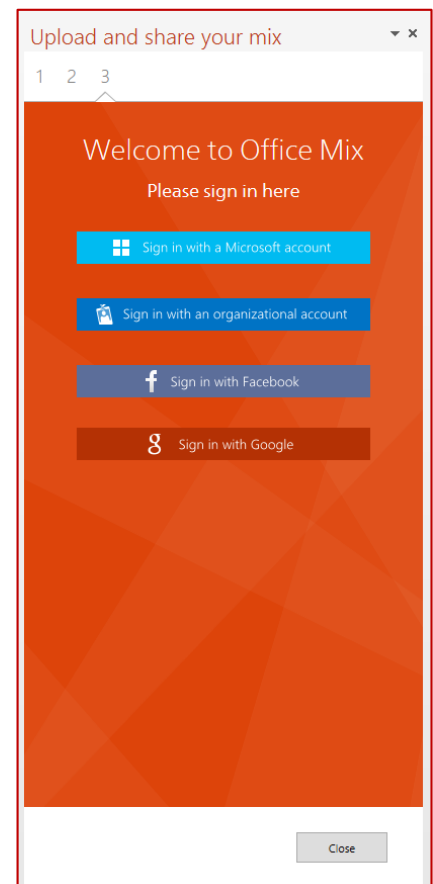 Upload and share your mix
1 2 3
Welcome to Office Mix
Please sign in here
Sign in with a Microsoft account
Sign in with an organizational account
f Sign in with Facebook
g Sign in with Google
Close